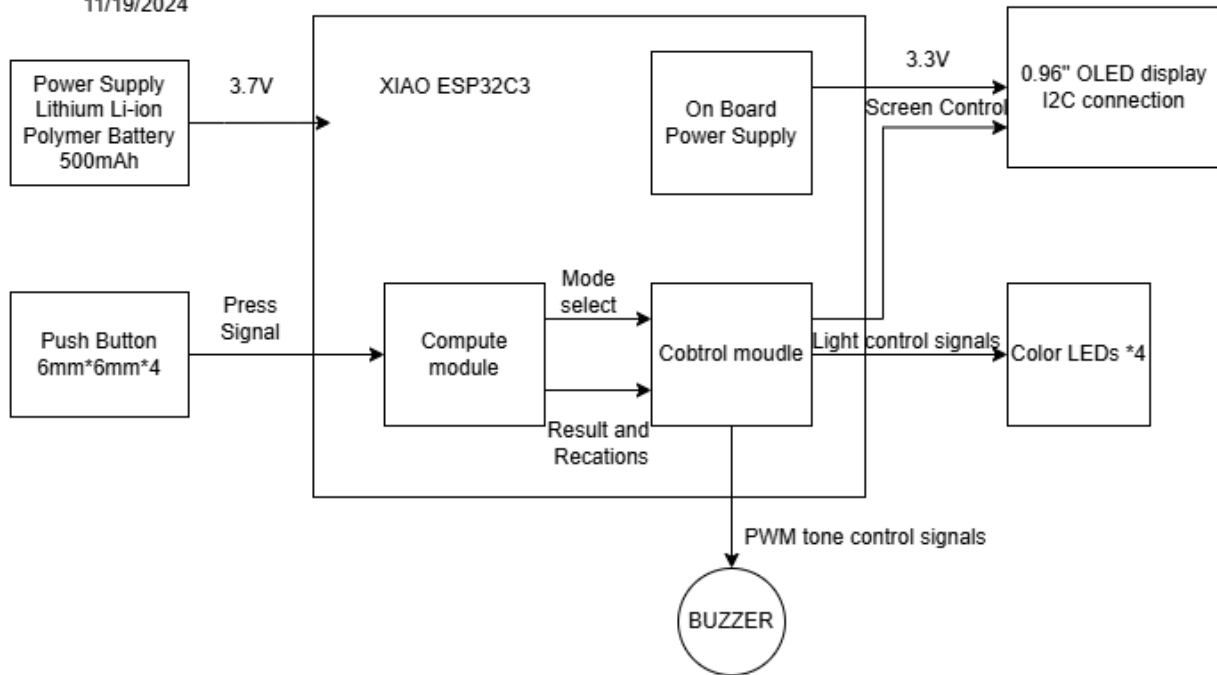 11/19/2024
Power Supply
Lithium Li-ion
Polymer Battery
500mAh
3.7V
XIAO ESP32C3
On Board
Power Supply
3.3V
Screen Control
0.96" OLED display
I2C connection
Push Button
6mm*6mm*4
Press
Signal
Compute
module
Mode
select
Result and
Recations
Cobtrol moudle
Light control signals
Color LEDs *4
PWM tone control signals
BUZZER